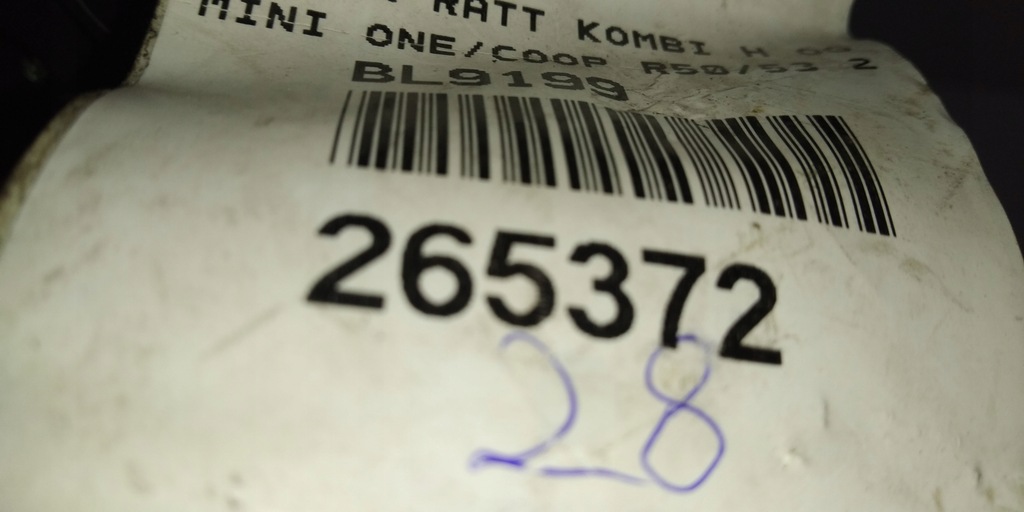 RATT KOMBI H
MINI ONE/COOP R50/53 2
BL9199
265372
28